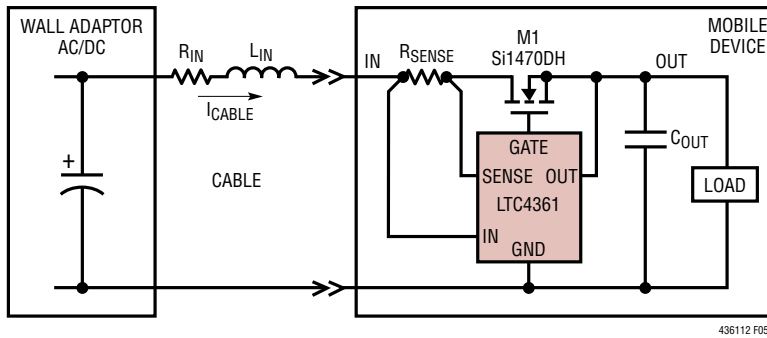 WALL ADAPTOR
AC/DC
+
R_IN
L_IN
I_CABLE
CABLE
MOBILE
DEVICE
IN
R_SENSE
M1
Si1470DH
OUT
GATE
SENSE OUT
LTC4361
IN
GND
C_OUT
LOAD
436112 F05